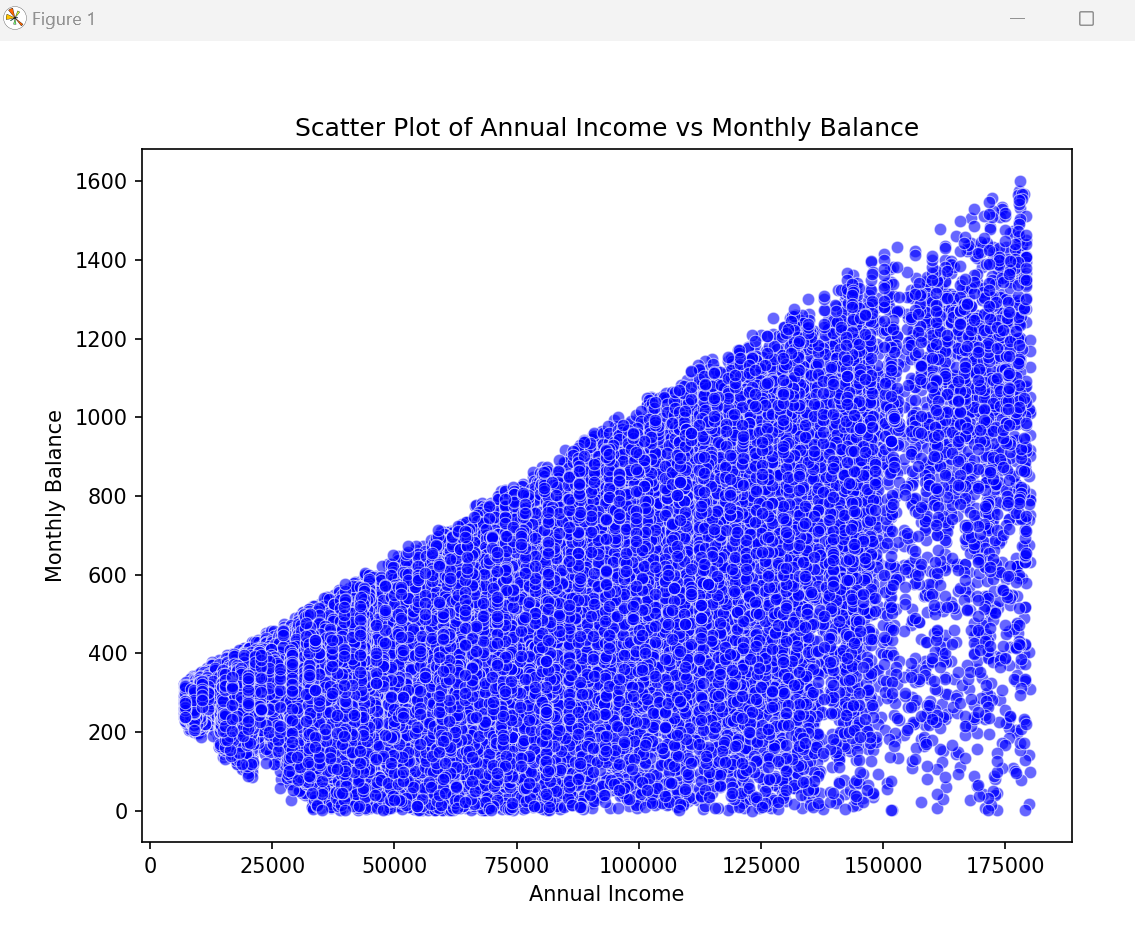 Figure 1
Scatter Plot of Annual Income vs Monthly Balance
1600
1400
1200
1000
800
600
400
200
0
Monthly Balance
0 25000 50000 75000 100000 125000 150000 175000
Annual Income